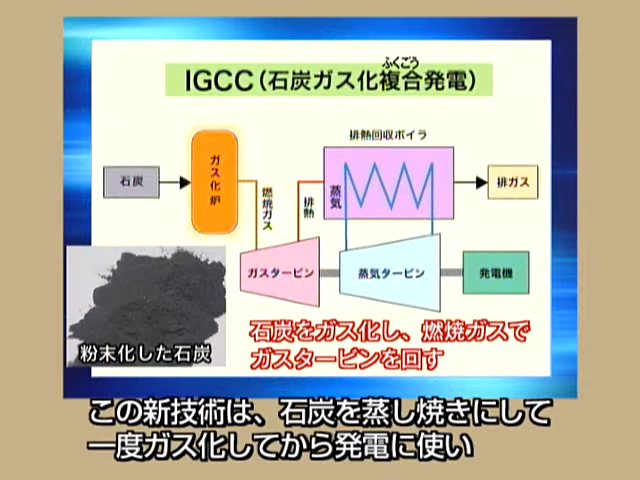 ふくごう
IGCC(石炭ガス化複合発電)
排熱回収ボイラ
石炭
ガス化炉
燃焼ガス
排熱
蒸気
排ガス
ガスタービン
蒸気タービン
発電機
粉末化した石炭
石炭をガス化し、燃焼ガスで
ガスタービンを回す
この新技術は、石炭を蒸し焼きにして
一度ガス化してから発電に使い